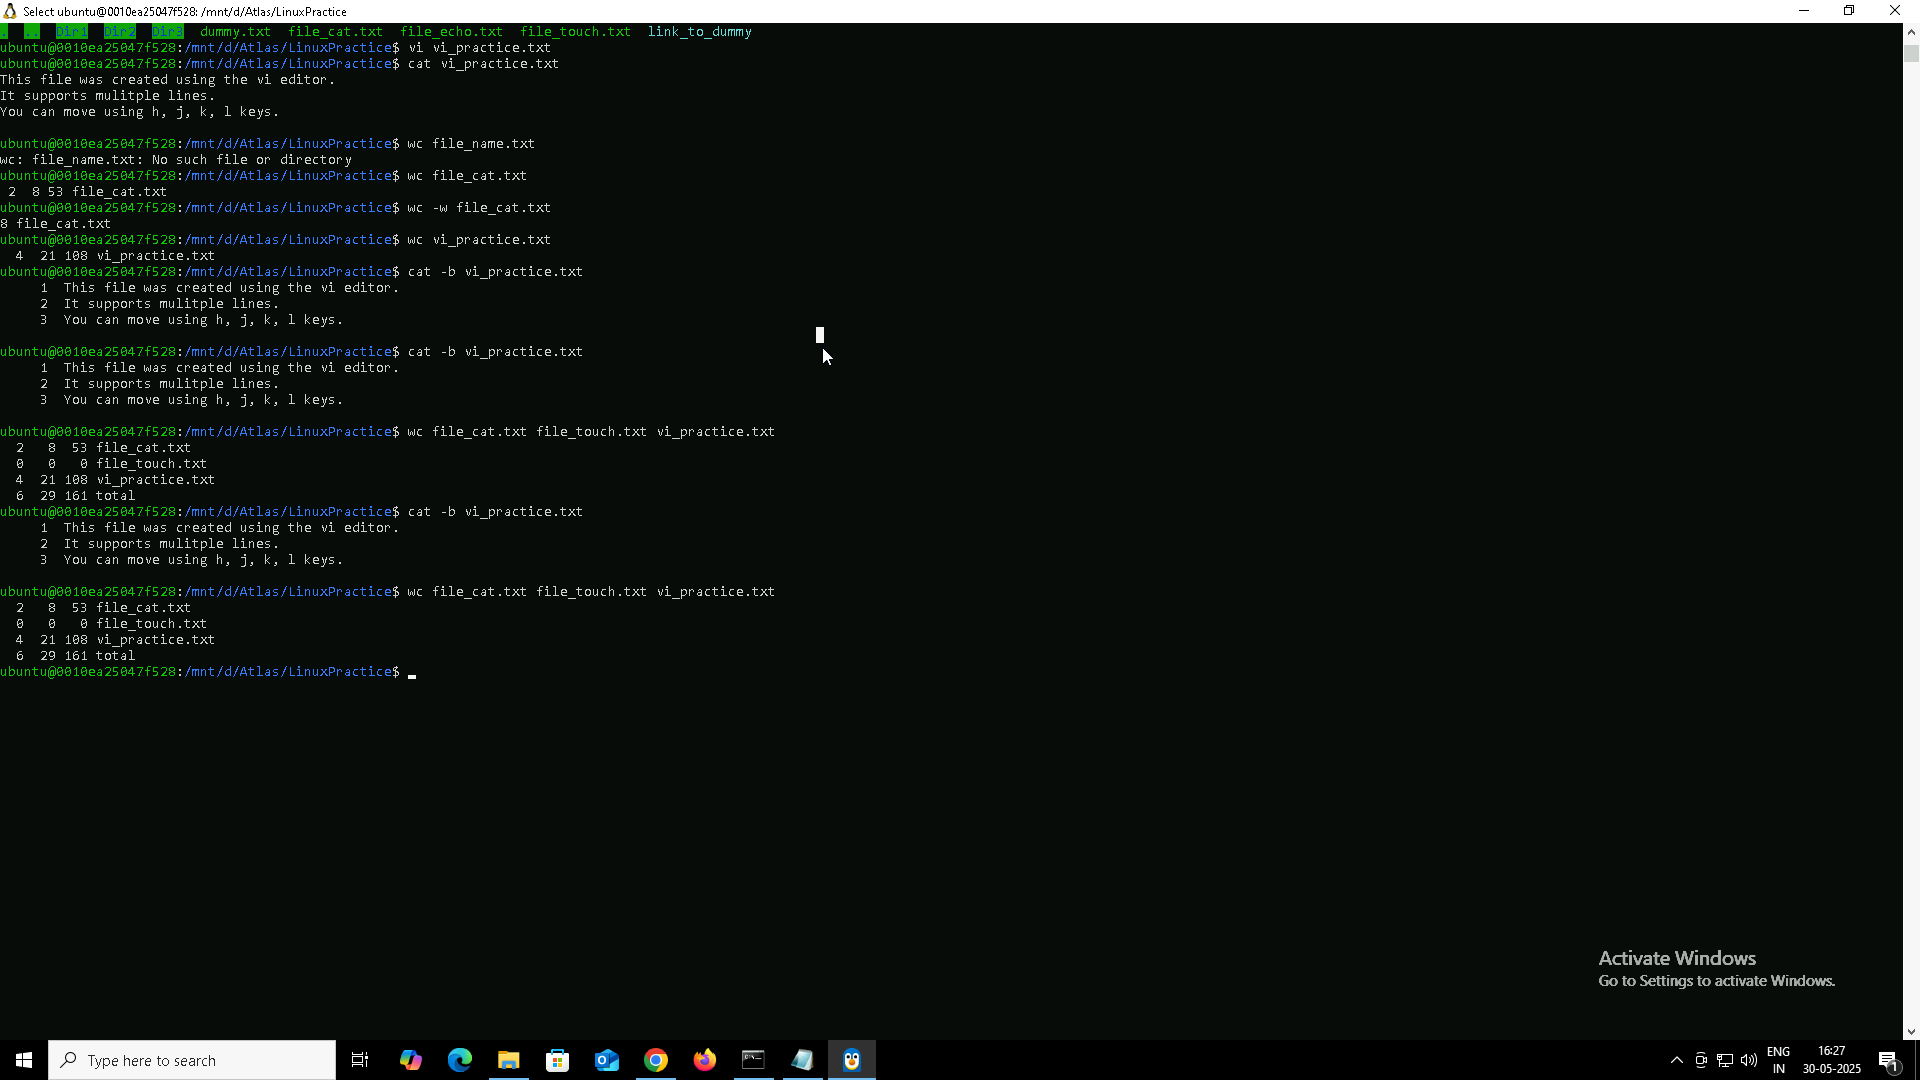 Select ubuntu@0010ea25047f528: /mnt/d/Atlas/LinuxPractice
. .. Dir1 Dir2 Dir3 dummy.txt file_cat.txt file_echo.txt file_touch.txt link_to_dummy
ubuntu@0010ea25047f528:/mnt/d/Atlas/LinuxPractice$ vi vi_practice.txt
ubuntu@0010ea25047f528:/mnt/d/Atlas/LinuxPractice$ cat vi_practice.txt
This file was created using the vi editor.
It supports mulitple lines.
You can move using h, j, k, l keys.
ubuntu@0010ea25047f528:/mnt/d/Atlas/LinuxPractice$ wc file_name.txt
wc: file_name.txt: No such file or directory
ubuntu@0010ea25047f528:/mnt/d/Atlas/LinuxPractice$ wc file_cat.txt
2 8 53 file_cat.txt
ubuntu@0010ea25047f528:/mnt/d/Atlas/LinuxPractice$ wc -w file_cat.txt
8 file_cat.txt
ubuntu@0010ea25047f528:/mnt/d/Atlas/LinuxPractice$ wc vi_practice.txt
4 21 108 vi_practice.txt
ubuntu@0010ea25047f528:/mnt/d/Atlas/LinuxPractice$ cat -b vi_practice.txt
1 This file was created using the vi editor.
2 It supports mulitple lines.
3 You can move using h, j, k, l keys.
ubuntu@0010ea25047f528:/mnt/d/Atlas/LinuxPractice$ cat -b vi_practice.txt
1 This file was created using the vi editor.
2 It supports mulitple lines.
3 You can move using h, j, k, l keys.
ubuntu@0010ea25047f528:/mnt/d/Atlas/LinuxPractice$ wc file_cat.txt file_touch.txt vi_practice.txt
2 8 53 file_cat.txt
0 0 0 file_touch.txt
4 21 108 vi_practice.txt
6 29 161 total
ubuntu@0010ea25047f528:/mnt/d/Atlas/LinuxPractice$ cat -b vi_practice.txt
1 This file was created using the vi editor.
2 It supports mulitple lines.
3 You can move using h, j, k, l keys.
ubuntu@0010ea25047f528:/mnt/d/Atlas/LinuxPractice$ wc file_cat.txt file_touch.txt vi_practice.txt
2 8 53 file_cat.txt
0 0 0 file_touch.txt
4 21 108 vi_practice.txt
6 29 161 total
ubuntu@0010ea25047f528:/mnt/d/Atlas/LinuxPractice$
Activate Windows
Go to Settings to activate Windows.
Type here to search
ENG
IN
16:27
30-05-2025
1